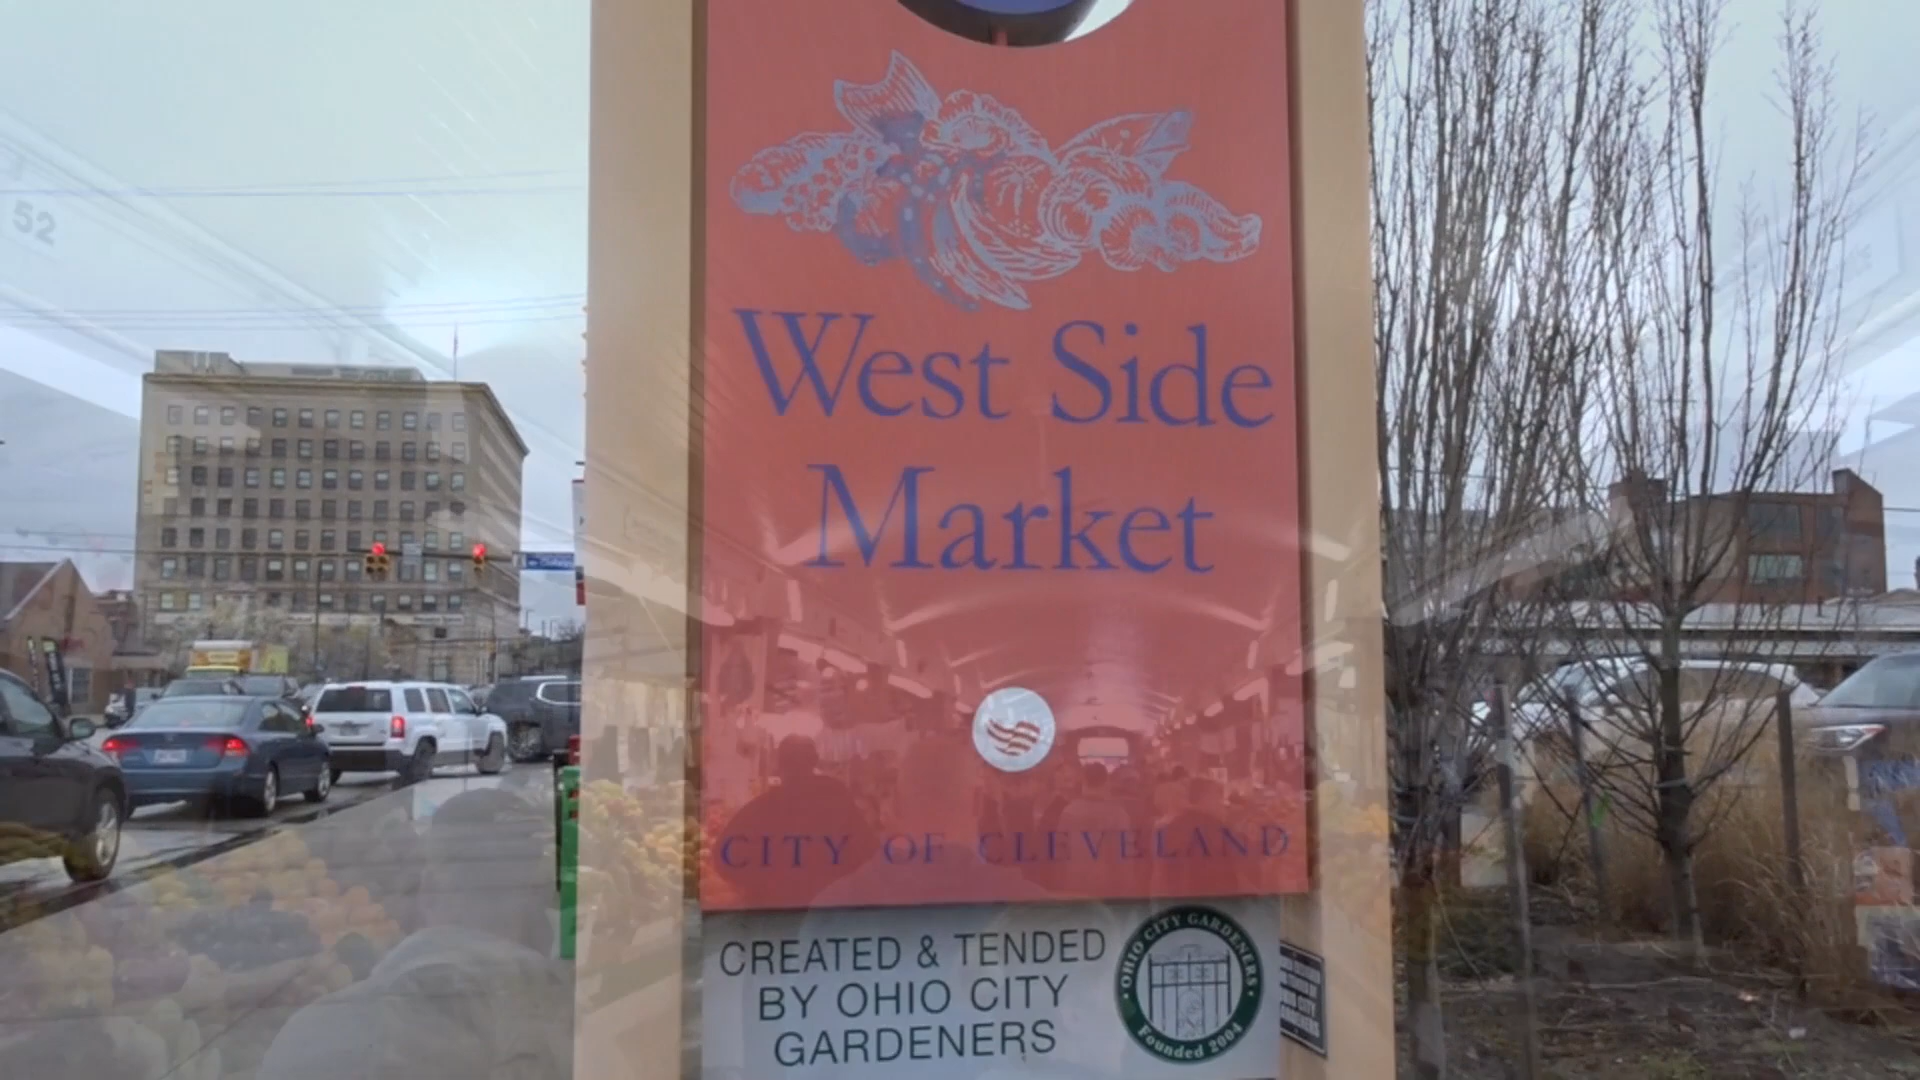 52
West Side
Market
CITY OF CLEVELAND
CREATED & TENDED
BY OHIO CITY
GARDENERS
OHIO CITY GARDENERS
Founded 2004